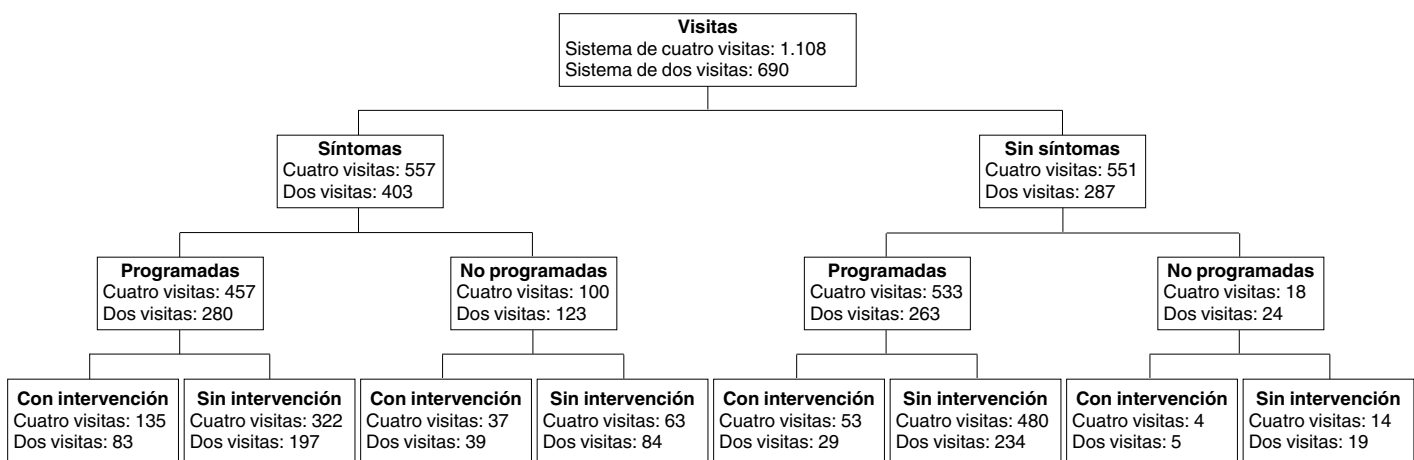 Visitas
Sistema de cuatro visitas: 1.108
Sistema de dos visitas: 690
Síntomas
Cuatro visitas: 557
Dos visitas: 403
Sin síntomas
Cuatro visitas: 551
Dos visitas: 287
Programadas
Cuatro visitas: 457
Dos visitas: 280
No programadas
Cuatro visitas: 100
Dos visitas: 123
Programadas
Cuatro visitas: 533
Dos visitas: 263
No programadas
Cuatro visitas: 18
Dos visitas: 24
Con intervención
Cuatro visitas: 135
Dos visitas: 83
Sin intervención
Cuatro visitas: 322
Dos visitas: 197
Con intervención
Cuatro visitas: 37
Dos visitas: 39
Sin intervención
Cuatro visitas: 63
Dos visitas: 84
Con intervención
Cuatro visitas: 53
Dos visitas: 29
Sin intervención
Cuatro visitas: 480
Dos visitas: 234
Con intervención
Cuatro visitas: 4
Dos visitas: 5
Sin intervención
Cuatro visitas: 14
Dos visitas: 19